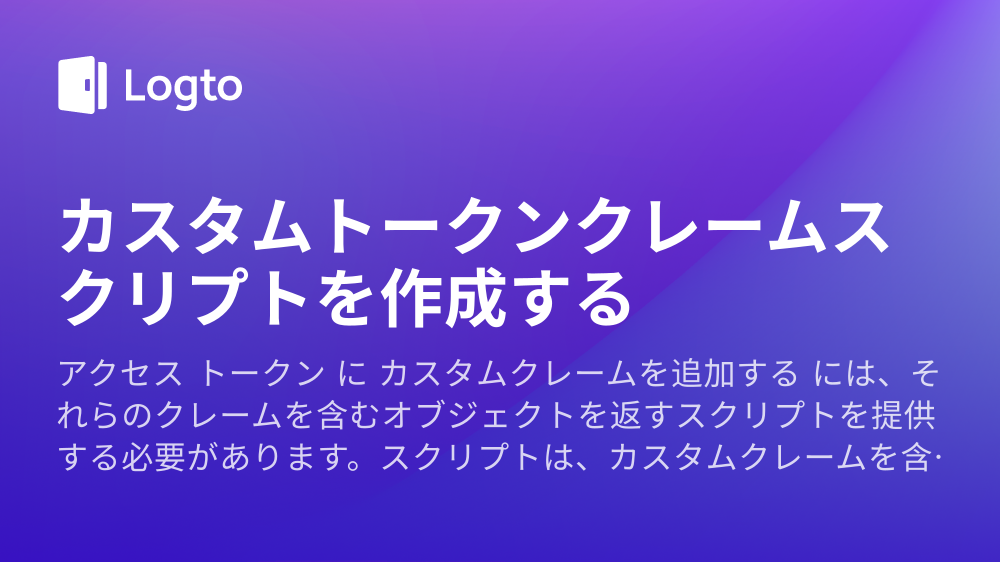 Logto
カスタムトークンクレームス
クリプトを作成する
アクセス トークン に カスタムクレームを追加する には、そ
れらのクレームを含むオブジェクトを返すスクリプトを提供
する必要があります。スクリプトは、カスタムクレームを含·